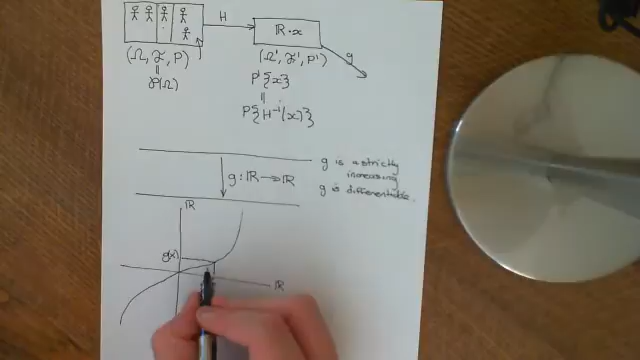 H
ℝ · x
g
(Ω, ℱ, P)
(Ω', ℱ', P')
=
𝒫(Ω)
P'{x}
=
P{H⁻¹(x)}
g is a strictly
increasing
g: ℝ → ℝ
g is differentiable.
ℝ
g(x)
ℝ